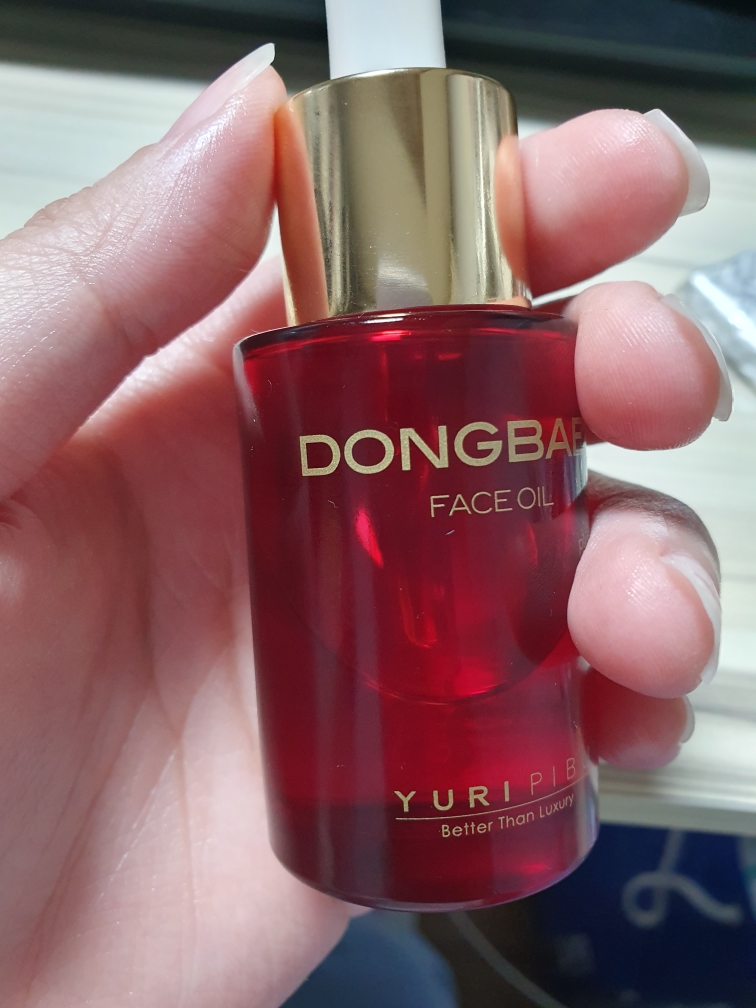 DONGBAE
FACE OIL
YURI PIB
Better Than Luxury